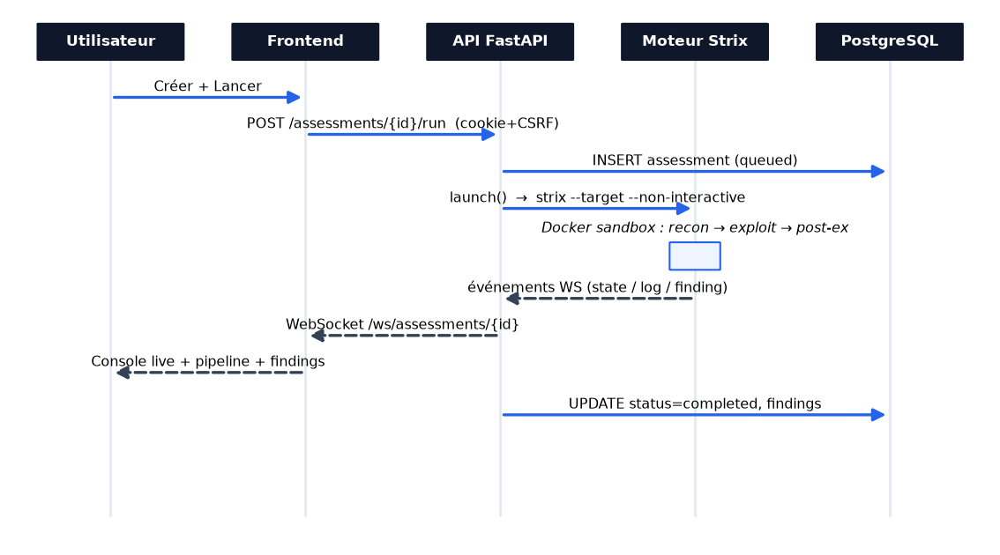 Utilisateur
Frontend
API FastAPI
Moteur Strix
PostgreSQL
Créer + Lancer
POST /assessments/{id}/run  (cookie+CSRF)
INSERT assessment (queued)
launch()  →  strix --target --non-interactive
Docker sandbox : recon → exploit → post-ex
événements WS (state / log / finding)
WebSocket /ws/assessments/{id}
Console live + pipeline + findings
UPDATE status=completed, findings